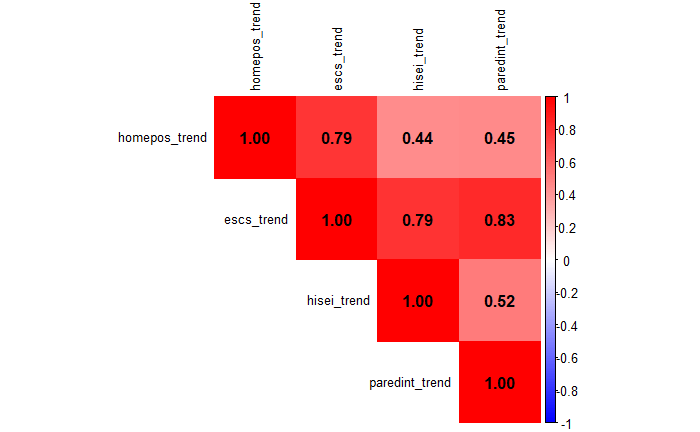 homepos_trend
escs_trend
hisei_trend
paredint_trend
homepos_trend 1.00 0.79 0.44 0.45
escs_trend 1.00 0.79 0.83
hisei_trend 1.00 0.52
paredint_trend 1.00
1
0.8
0.6
0.4
0.2
0
-0.2
-0.4
-0.6
-0.8
-1